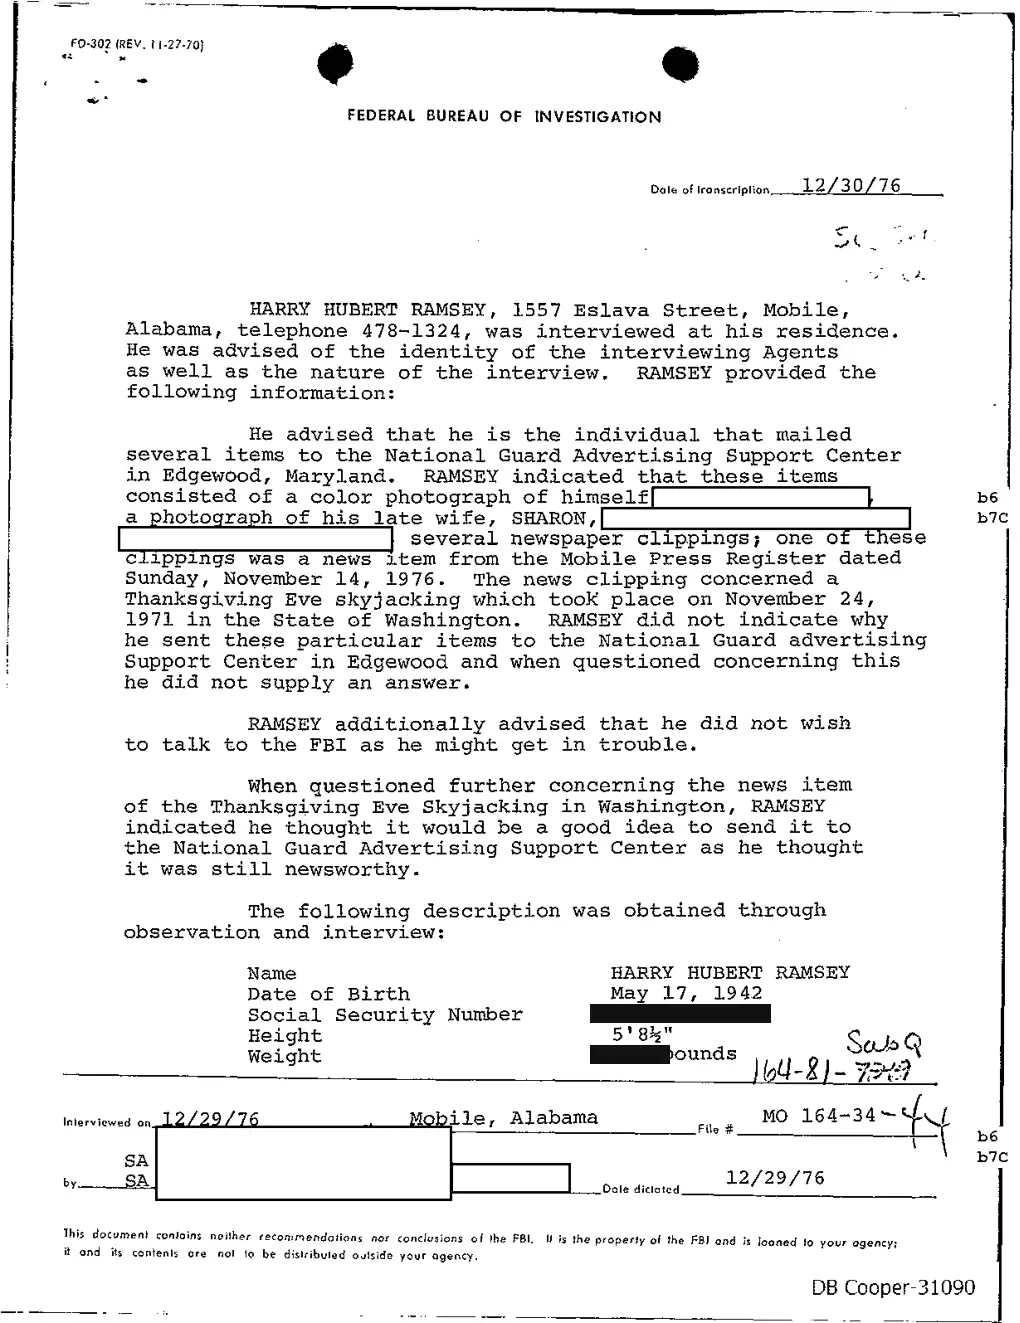 FD-302 (REV. 11-27-70)
FEDERAL BUREAU OF INVESTIGATION
Date of transcription 12/30/76
HARRY HUBERT RAMSEY, 1557 Eslava Street, Mobile,
Alabama, telephone 478-1324, was interviewed at his residence.
He was advised of the identity of the interviewing Agents
as well as the nature of the interview. RAMSEY provided the
following information:
He advised that he is the individual that mailed
several items to the National Guard Advertising Support Center
in Edgewood, Maryland. RAMSEY indicated that these items
consisted of a color photograph of himself , b6
a photograph of his late wife, SHARON, b7C
several newspaper clippings; one of these
clippings was a news item from the Mobile Press Register dated
Sunday, November 14, 1976. The news clipping concerned a
Thanksgiving Eve skyjacking which took place on November 24,
1971 in the State of Washington. RAMSEY did not indicate why
he sent these particular items to the National Guard advertising
Support Center in Edgewood and when questioned concerning this
he did not supply an answer.
RAMSEY additionally advised that he did not wish
to talk to the FBI as he might get in trouble.
When questioned further concerning the news item
of the Thanksgiving Eve Skyjacking in Washington, RAMSEY
indicated he thought it would be a good idea to send it to
the National Guard Advertising Support Center as he thought
it was still newsworthy.
The following description was obtained through
observation and interview:
Name HARRY HUBERT RAMSEY
Date of Birth May 17, 1942
Social Security Number
Height 5'8½"
Weight pounds
Sub Q
164-81-
Interviewed on 12/29/76 Mobile, Alabama File # MO 164-34-44
b6
b7C
SA
by SA Date dictated 12/29/76
This document contains neither recommendations nor conclusions of the FBI. It is the property of the FBI and is loaned to your agency;
it and its contents are not to be distributed outside your agency.
DB Cooper-31090